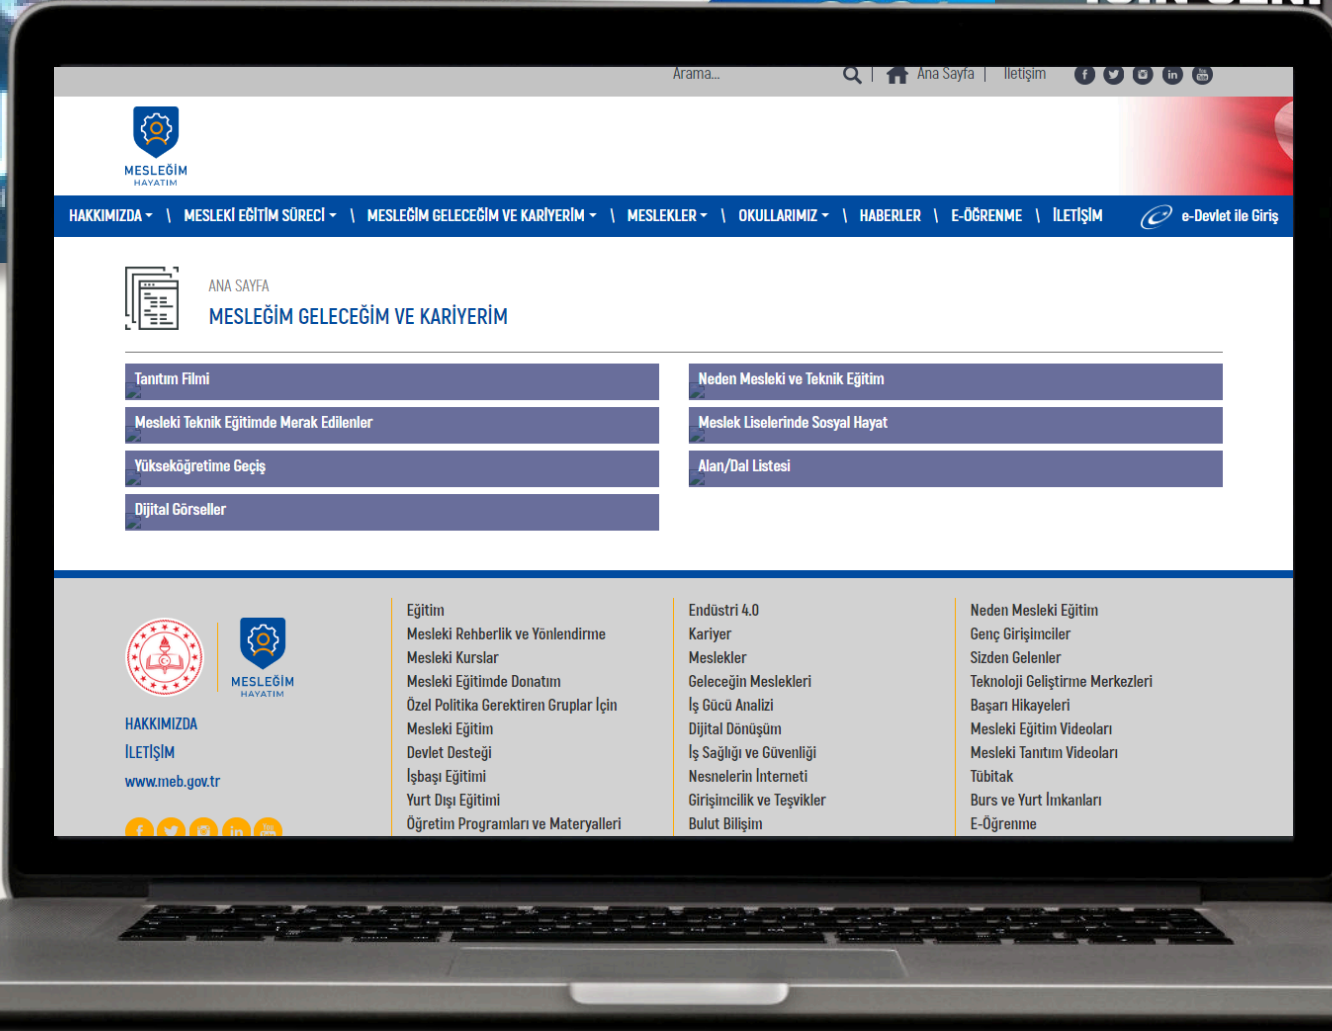 Arama...
Ana Sayfa | İletişim
MESLEĞİM
HAYATIM
HAKKIMIZDA \ MESLEKİ EĞİTİM SÜRECİ \ MESLEĞİM GELECEĞİM VE KARİYERİM \ MESLEKLER \ OKULLARIMIZ \ HABERLER \ E-ÖĞRENME \ İLETİŞİM e-Devlet ile Giriş
ANA SAYFA
MESLEĞİM GELECEĞİM VE KARİYERİM
Tanıtım Filmi
Neden Mesleki ve Teknik Eğitim
Mesleki Teknik Eğitimde Merak Edilenler
Meslek Liselerinde Sosyal Hayat
Yükseköğretime Geçiş
Alan/Dal Listesi
Dijital Görseller
MESLEĞİM
HAYATIM
HAKKIMIZDA
İLETİŞİM
www.meb.gov.tr
Eğitim
Mesleki Rehberlik ve Yönlendirme
Mesleki Kurslar
Mesleki Eğitimde Donatım
Özel Politika Gerektiren Gruplar İçin
Mesleki Eğitim
Devlet Desteği
İşbaşı Eğitimi
Yurt Dışı Eğitimi
Öğretim Programları ve Materyalleri
Endüstri 4.0
Kariyer
Meslekler
Geleceğin Meslekleri
İş Gücü Analizi
Dijital Dönüşüm
İş Sağlığı ve Güvenliği
Nesnelerin İnterneti
Girişimcilik ve Teşvikler
Bulut Bilişim
Neden Mesleki Eğitim
Genç Girişimciler
Sizden Gelenler
Teknoloji Geliştirme Merkezleri
Başarı Hikayeleri
Mesleki Eğitim Videoları
Mesleki Tanıtım Videoları
Tübitak
Burs ve Yurt İmkanları
E-Öğrenme